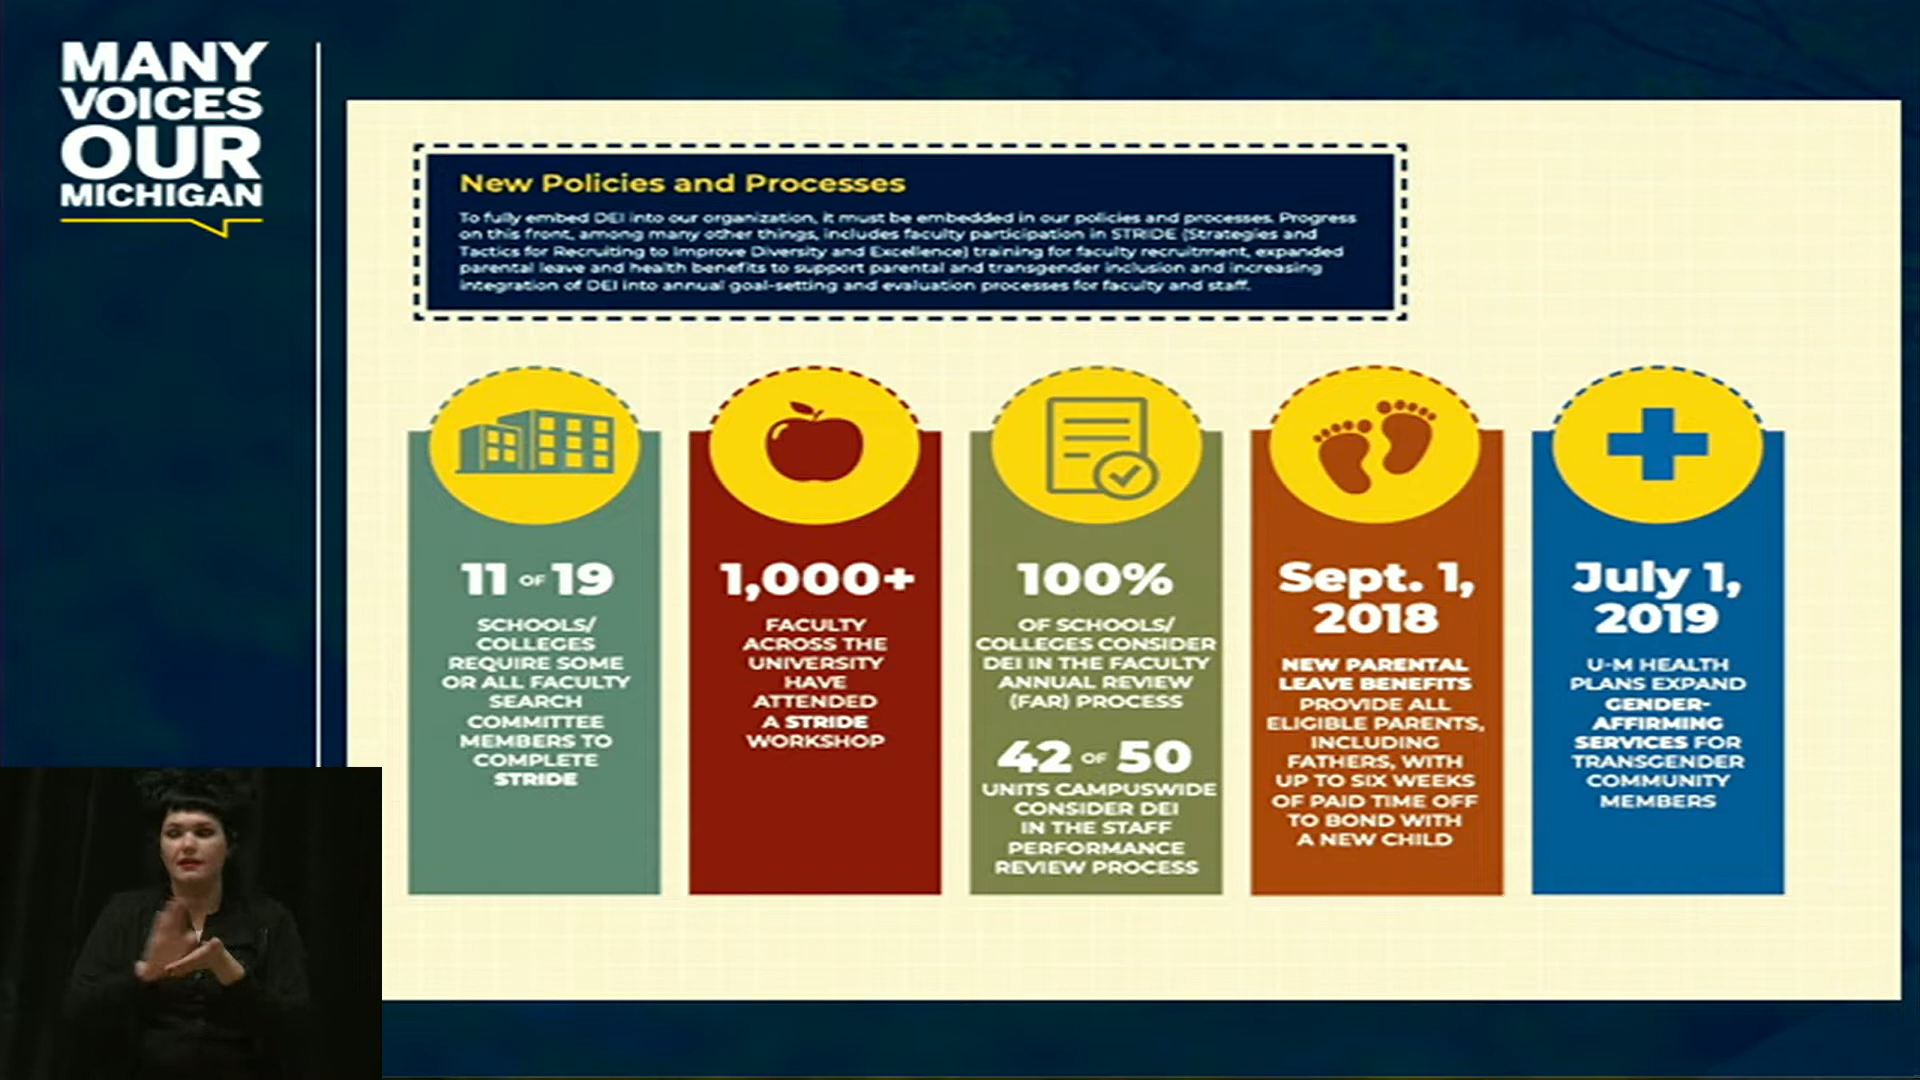 MANY
VOICES
OUR
MICHIGAN
New Policies and Processes
To fully embed DEI into our organization, it must be embedded in our policies and processes. Progress
on this front, among many other things, includes faculty participation in STRIDE (Strategies and
Tactics for Recruiting to Improve Diversity and Excellence) training for faculty recruitment, expanded
parental leave and health benefits to support parental and transgender inclusion and increasing
integration of DEI into annual goal-setting and evaluation processes for faculty and staff.
11 OF 19
SCHOOLS/
COLLEGES
REQUIRE SOME
OR ALL FACULTY
SEARCH
COMMITTEE
MEMBERS TO
COMPLETE
STRIDE
1,000+
FACULTY
ACROSS THE
UNIVERSITY
HAVE
ATTENDED
A STRIDE
WORKSHOP
100%
OF SCHOOLS/
COLLEGES CONSIDER
DEI IN THE FACULTY
ANNUAL REVIEW
(FAR) PROCESS
42 OF 50
UNITS CAMPUSWIDE
CONSIDER DEI
IN THE STAFF
PERFORMANCE
REVIEW PROCESS
Sept. 1,
2018
NEW PARENTAL
LEAVE BENEFITS
PROVIDE ALL
ELIGIBLE PARENTS,
INCLUDING
FATHERS, WITH
UP TO SIX WEEKS
OF PAID TIME OFF
TO BOND WITH
A NEW CHILD
July 1,
2019
U-M HEALTH
PLANS EXPAND
GENDER-
AFFIRMING
SERVICES FOR
TRANSGENDER
COMMUNITY
MEMBERS